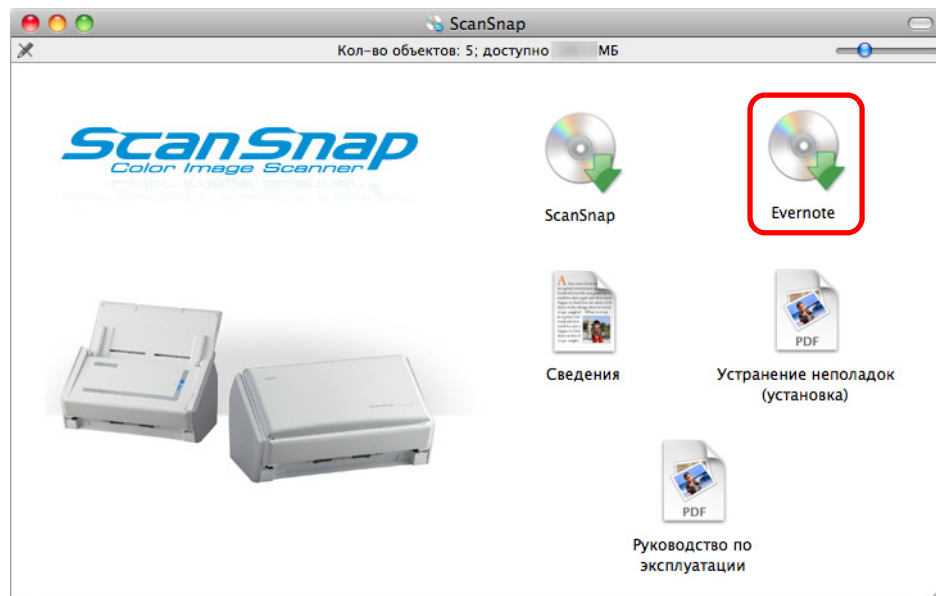 ScanSnap
Кол-во объектов: 5; доступно МБ
ScanSnap
Color Image Scanner
ScanSnap
Evernote
Сведения
PDF
Устранение неполадок
(установка)
PDF
Руководство по
эксплуатации